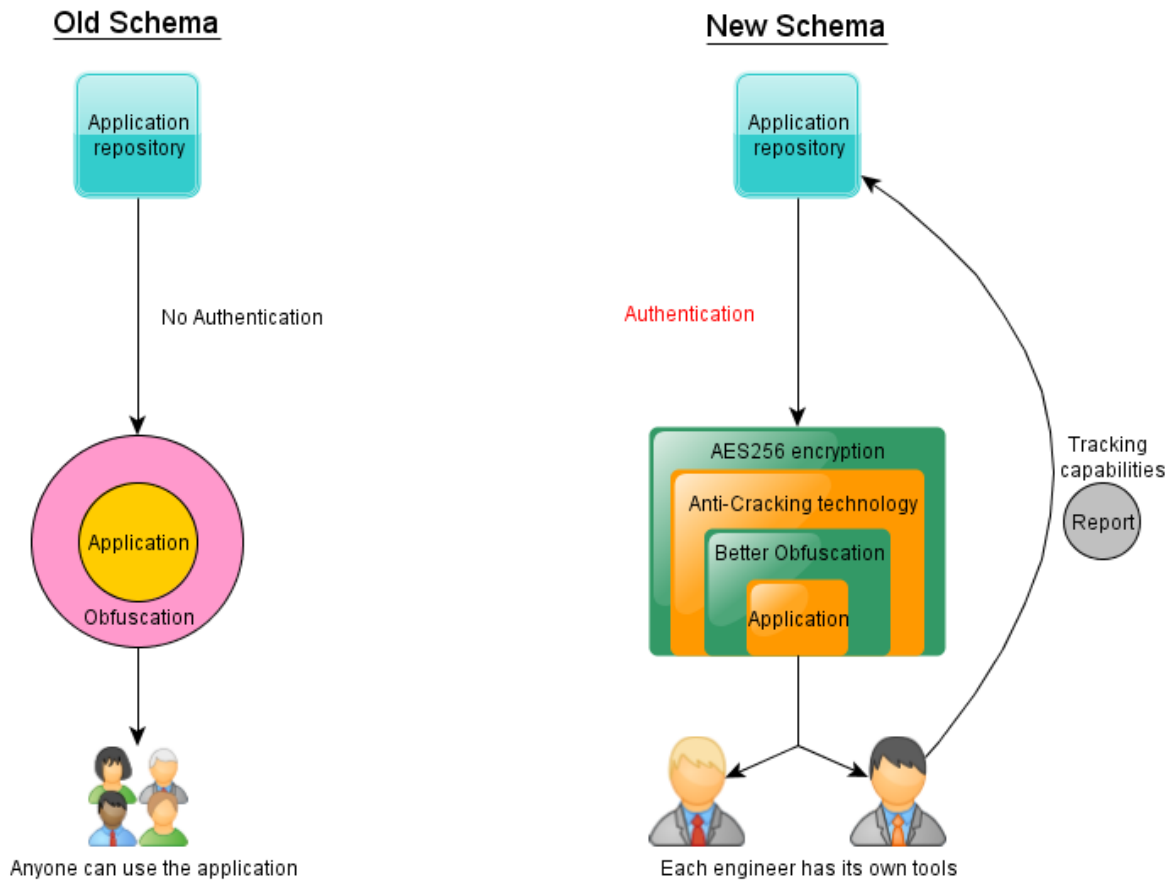 Old Schema
Application
repository
No Authentication
Application
Obfuscation
Anyone can use the application
New Schema
Application
repository
Authentication
AES256 encryption
Anti-Cracking technology
Better Obfuscation
Application
Tracking
capabilities
Report
Each engineer has its own tools